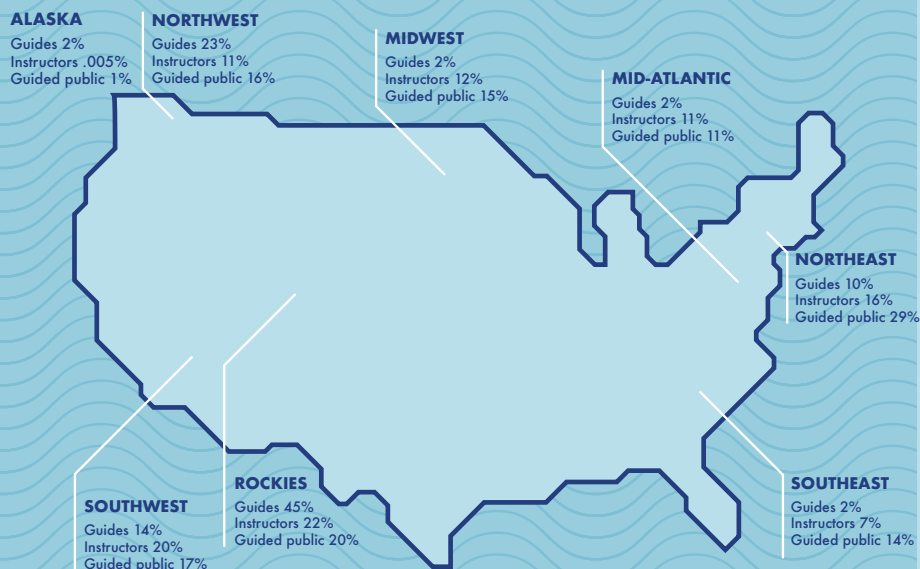 ALASKA
Guides 2%
Instructors .005%
Guided public 1%
NORTHWEST
Guides 23%
Instructors 11%
Guided public 16%
MIDWEST
Guides 2%
Instructors 12%
Guided public 15%
MID-ATLANTIC
Guides 2%
Instructors 11%
Guided public 11%
NORTHEAST
Guides 10%
Instructors 16%
Guided public 29%
SOUTHWEST
Guides 14%
Instructors 20%
Guided public 17%
ROCKIES
Guides 45%
Instructors 22%
Guided public 20%
SOUTHEAST
Guides 2%
Instructors 7%
Guided public 14%